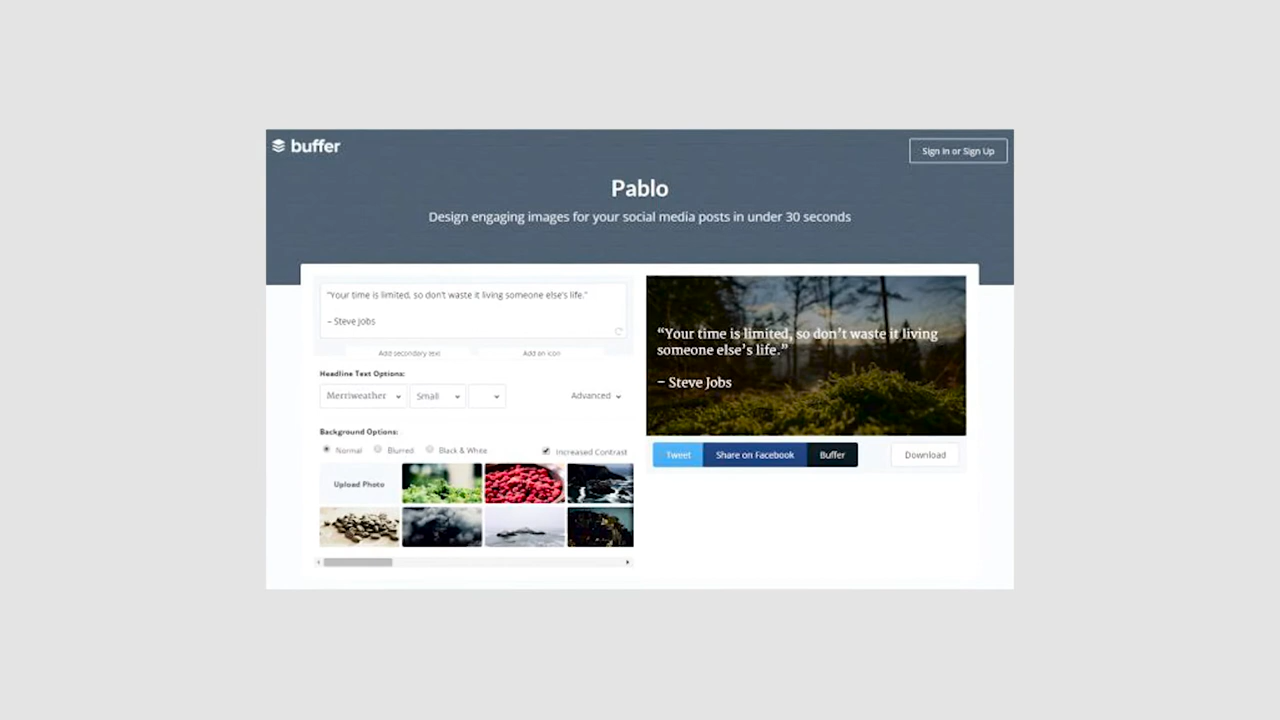 buffer
Sign In or Sign Up
Pablo
Design engaging images for your social media posts in under 30 seconds
"Your time is limited, so don't waste it living someone else's life."
– Steve Jobs
Add secondary text
Add an icon
Headline Text Options:
Merriweather
Small
Advanced
Background Options:
Normal
Blurred
Black & White
Increased Contrast
Upload Photo
“Your time is limited, so don’t waste it living
someone else’s life.”
– Steve Jobs
Tweet
Share on Facebook
Buffer
Download